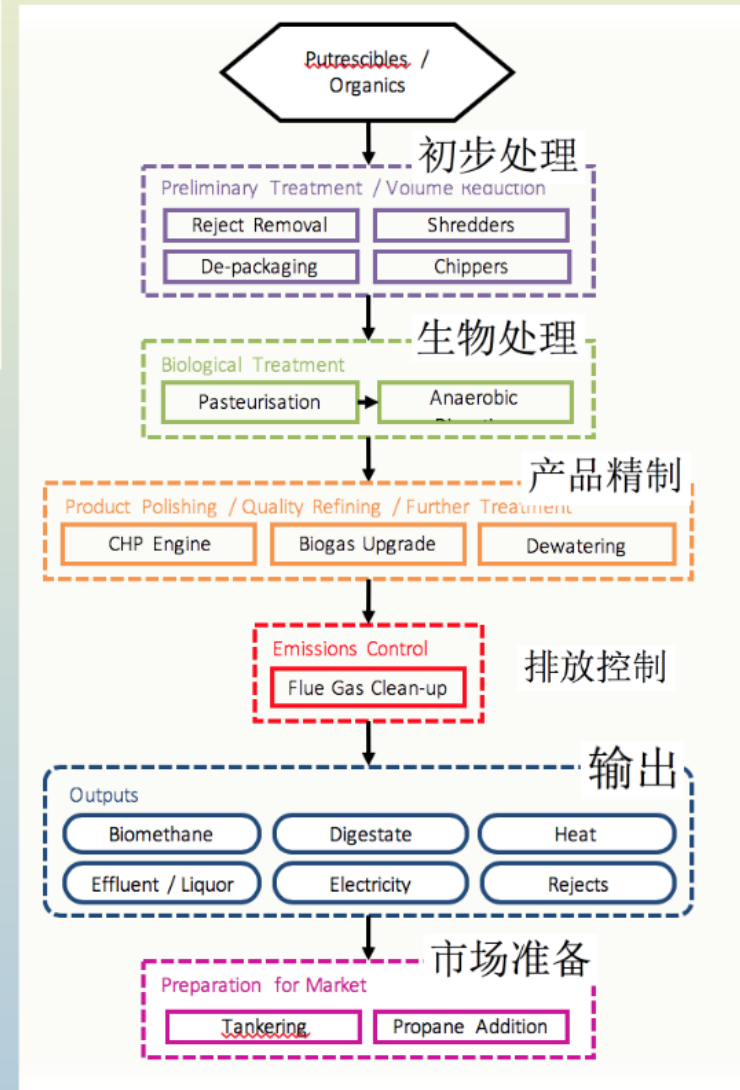 Putrescibles /
Organics
初步处理
Preliminary Treatment / Volume Reduction
Reject Removal
Shredders
De-packaging
Chippers
生物处理
Biological Treatment
Pasteurisation
Anaerobic
产品精制
Product Polishing / Quality Refining / Further Treatment
CHP Engine
Biogas Upgrade
Dewatering
Emissions Control
排放控制
Flue Gas Clean-up
输出
Outputs
Biomethane
Digestate
Heat
Effluent / Liquor
Electricity
Rejects
市场准备
Preparation for Market
Tankering
Propane Addition